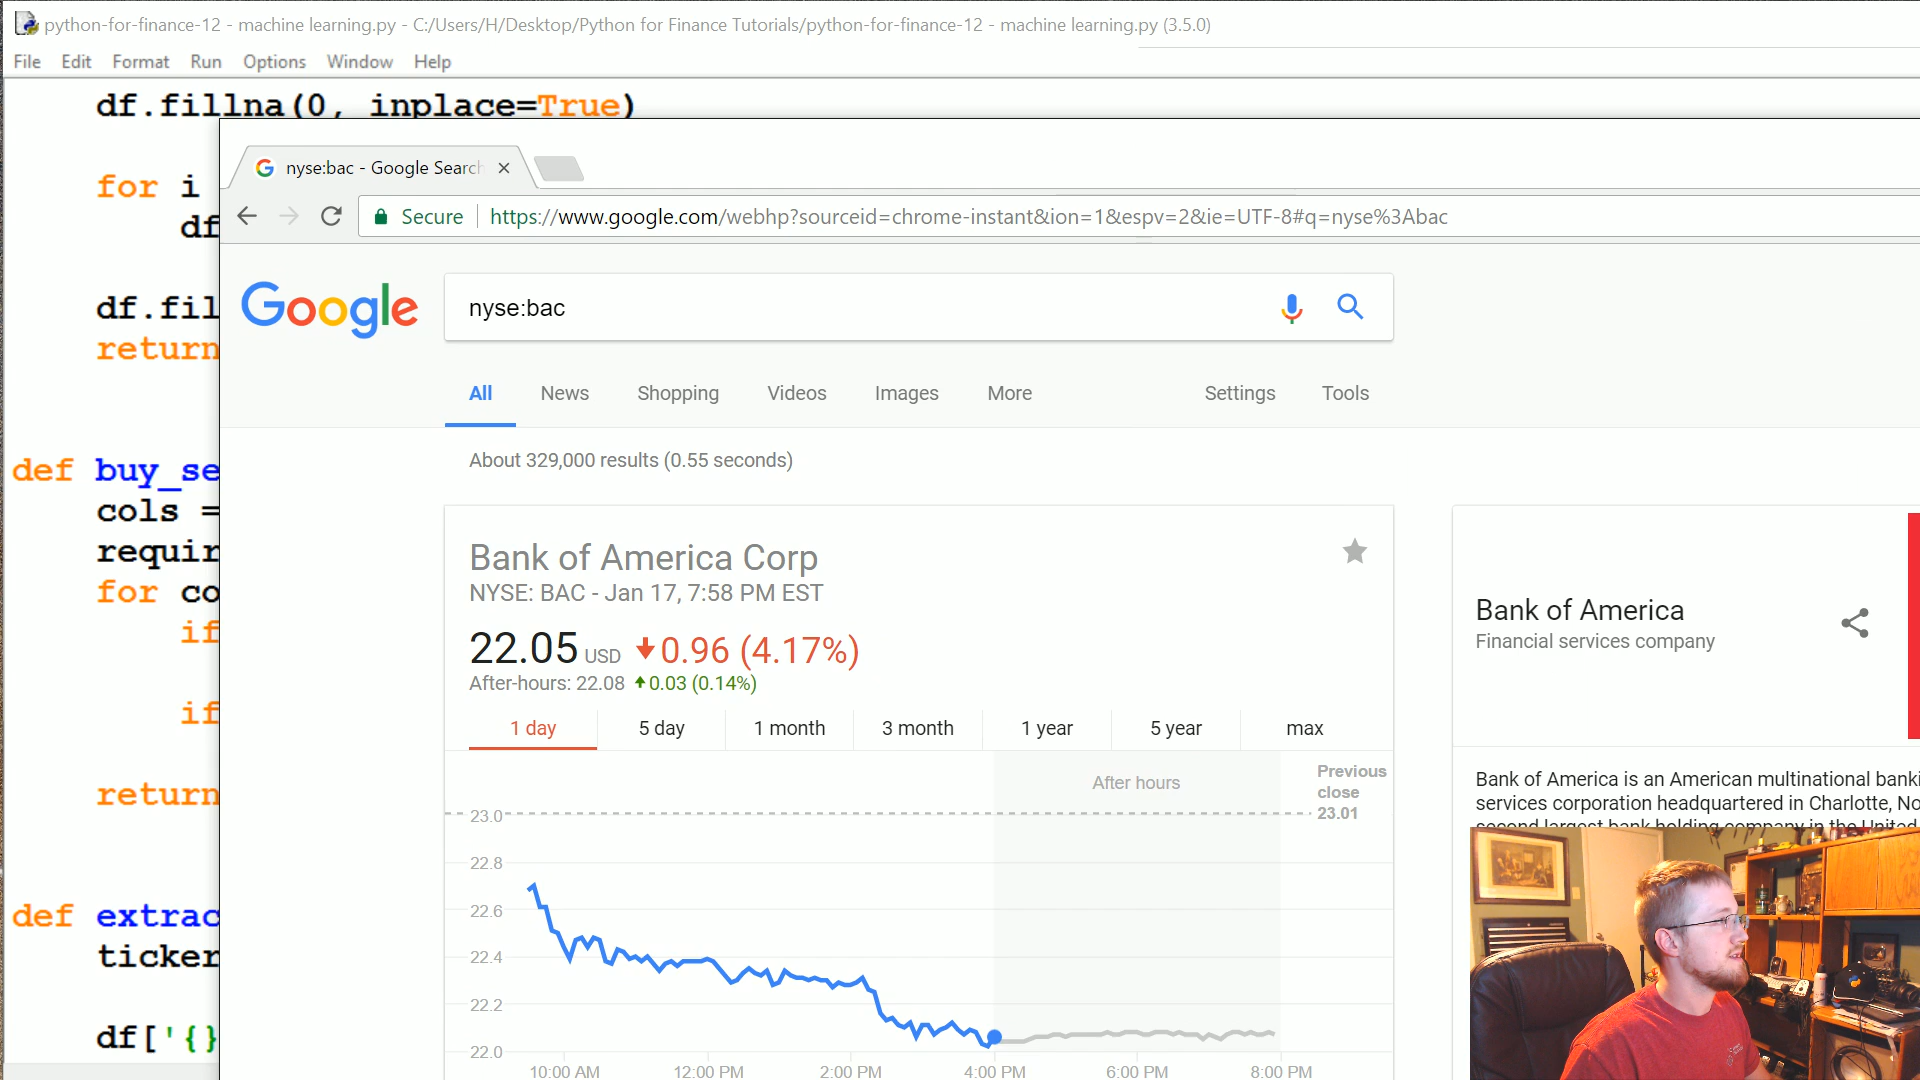 python-for-finance-12 - machine learning.py - C:/Users/H/Desktop/Python for Finance Tutorials/python-for-finance-12 - machine learning.py (3.5.0)
File Edit Format Run Options Window Help
df.fillna(0, inplace=True)
for i
df
df.fil
return
def buy_se
cols =
requir
for co
if
if
return
def extrac
ticker
df['{}
nyse:bac - Google Search
Secure https://www.google.com/webhp?sourceid=chrome-instant&ion=1&espv=2&ie=UTF-8#q=nyse%3Abac
Google
nyse:bac
All News Shopping Videos Images More Settings Tools
About 329,000 results (0.55 seconds)
Bank of America Corp
NYSE: BAC - Jan 17, 7:58 PM EST
22.05 USD 0.96 (4.17%)
After-hours: 22.08 0.03 (0.14%)
1 day 5 day 1 month 3 month 1 year 5 year max
After hours
Previous
close
23.01
23.0
22.8
22.6
22.4
22.2
22.0
10:00 AM 12:00 PM 2:00 PM 4:00 PM 6:00 PM 8:00 PM
Bank of America
Financial services company
Bank of America is an American multinational banki
services corporation headquartered in Charlotte, No
second largest bank holding company in the United